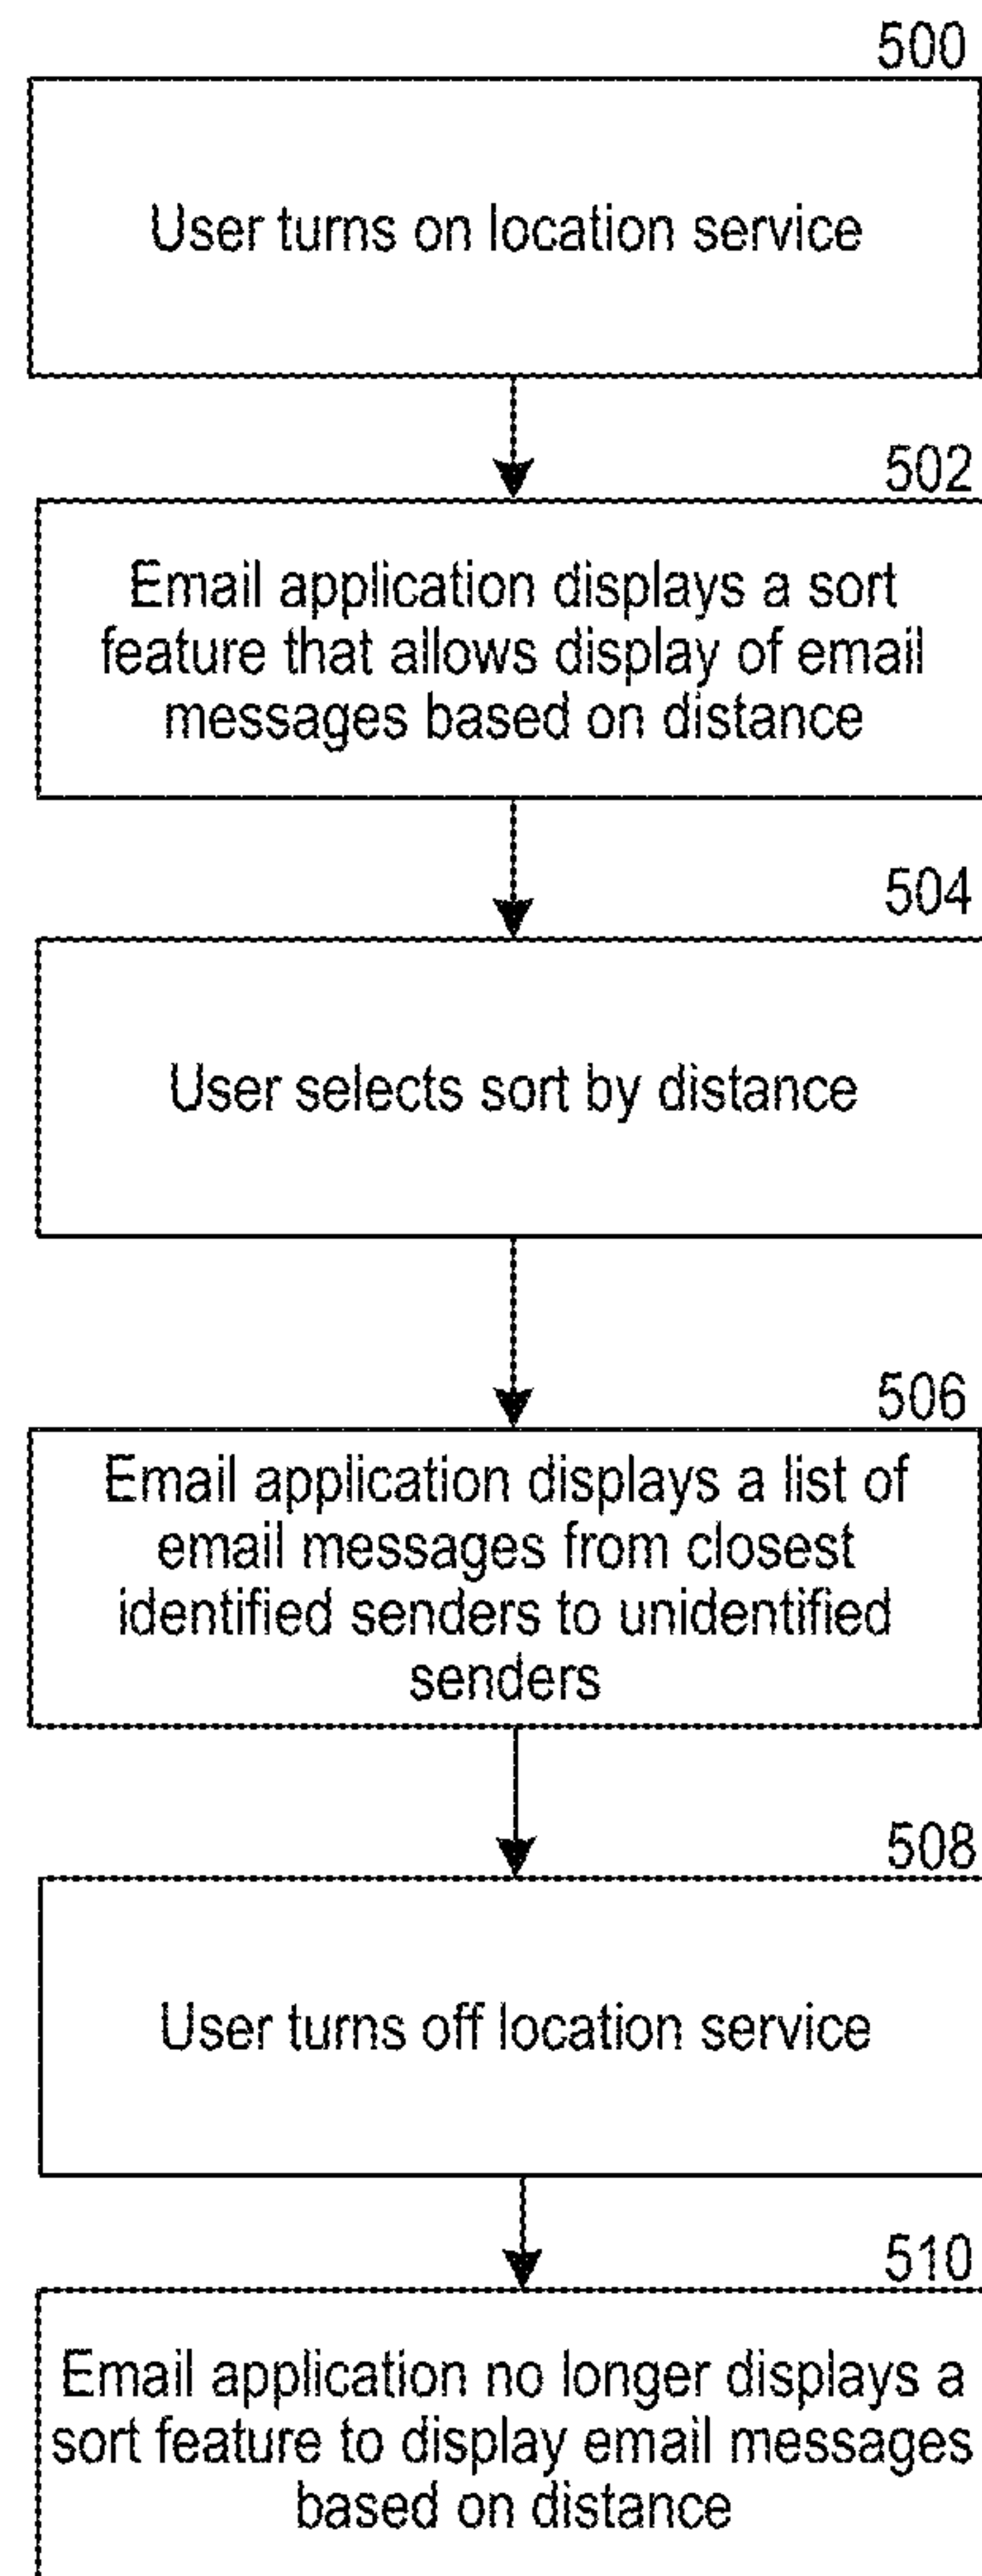 500
User turns on location service
502
Email application displays a sort
feature that allows display of email
messages based on distance
504
User selects sort by distance
506
Email application displays a list of
email messages from closest
identified senders to unidentified
senders
508
User turns off location service
510
Email application no longer displays a
sort feature to display email messages
based on distance